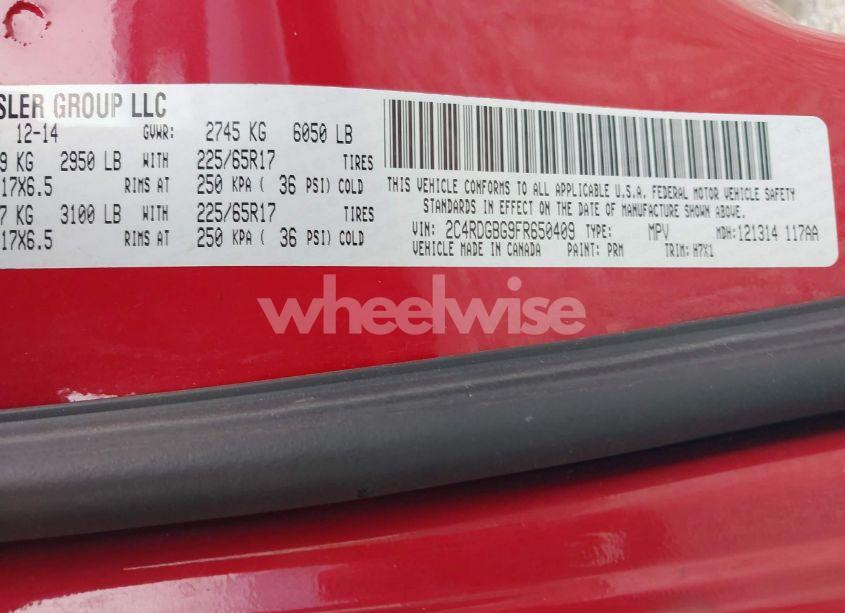 SLER GROUP LLC
12-14 GVWR: 2745 KG 6050 LB
9 KG 2950 LB WITH 225/65R17 TIRES
17X6.5 RIMS AT 250 KPA ( 36 PSI) COLD
7 KG 3100 LB WITH 225/65R17 TIRES
17X6.5 RIMS AT 250 KPA ( 36 PSI) COLD
THIS VEHICLE CONFORMS TO ALL APPLICABLE U.S.A. FEDERAL MOTOR VEHICLE SAFETY
STANDARDS IN EFFECT ON THE DATE OF MANUFACTURE SHOWN ABOVE.
VIN: 2C4RDGBG9FR650409 TYPE: MPV MDH:121314 117AA
VEHICLE MADE IN CANADA PAINT: PRM TRIM: H7X1
wheelwise